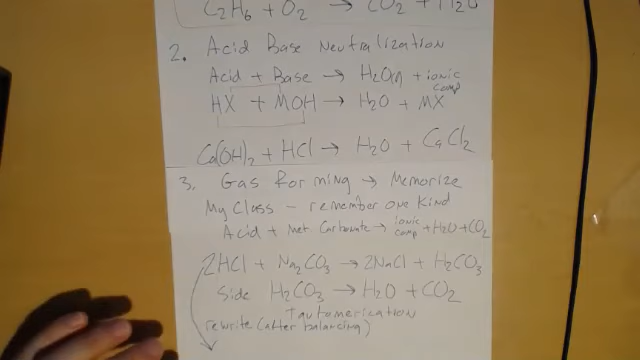 C2H6 + O2 → CO2 + H2O
2. Acid Base Neutralization
Acid + Base → H2O(l) + ionic comp
HX + MOH → H2O + MX
Ca(OH)2 + HCl → H2O + CaCl2
3. Gas Forming → Memorize
My Class - remember one kind
Acid + Met Carbonate → ionic comp + H2O + CO2
2HCl + Na2CO3 → 2NaCl + H2CO3
Side H2CO3 → H2O + CO2
Tautomerication
rewrite (after balancing)